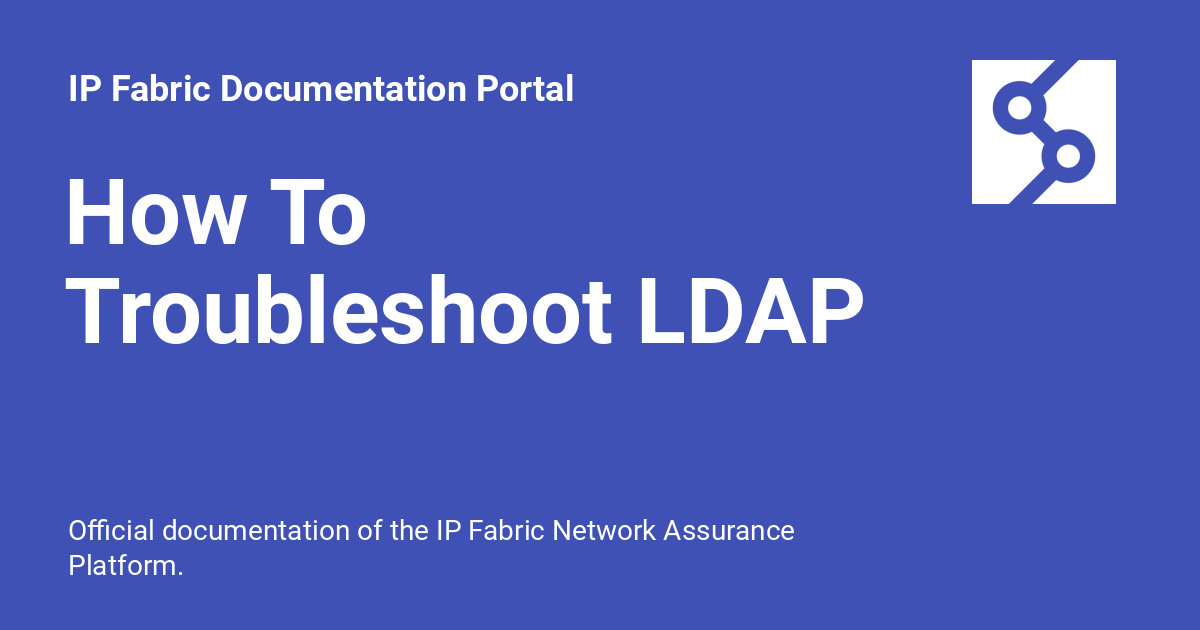 IP Fabric Documentation Portal
How To
Troubleshoot LDAP
Official documentation of the IP Fabric Network Assurance
Platform.